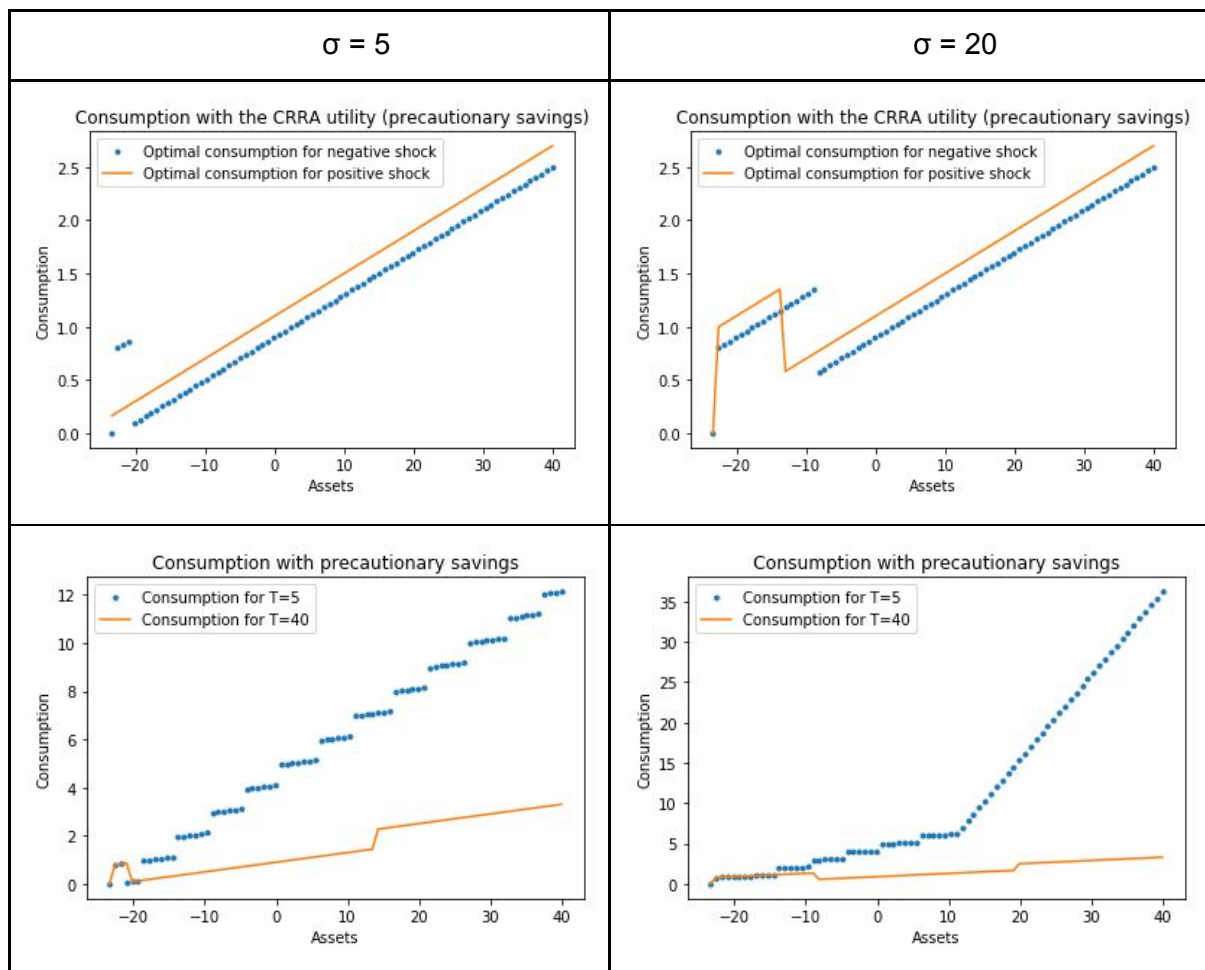 σ = 5
σ = 20
Consumption with the CRRA utility (precautionary savings)
Optimal consumption for negative shock
Optimal consumption for positive shock
Consumption
2.5
2.0
1.5
1.0
0.5
0.0
−20 −10 0 10 20 30 40
Assets
Consumption with the CRRA utility (precautionary savings)
Optimal consumption for negative shock
Optimal consumption for positive shock
Consumption
2.5
2.0
1.5
1.0
0.5
0.0
−20 −10 0 10 20 30 40
Assets
Consumption with precautionary savings
Consumption for T=5
Consumption for T=40
Consumption
12
10
8
6
4
2
0
−20 −10 0 10 20 30 40
Assets
Consumption with precautionary savings
Consumption for T=5
Consumption for T=40
Consumption
35
30
25
20
15
10
5
0
−20 −10 0 10 20 30 40
Assets